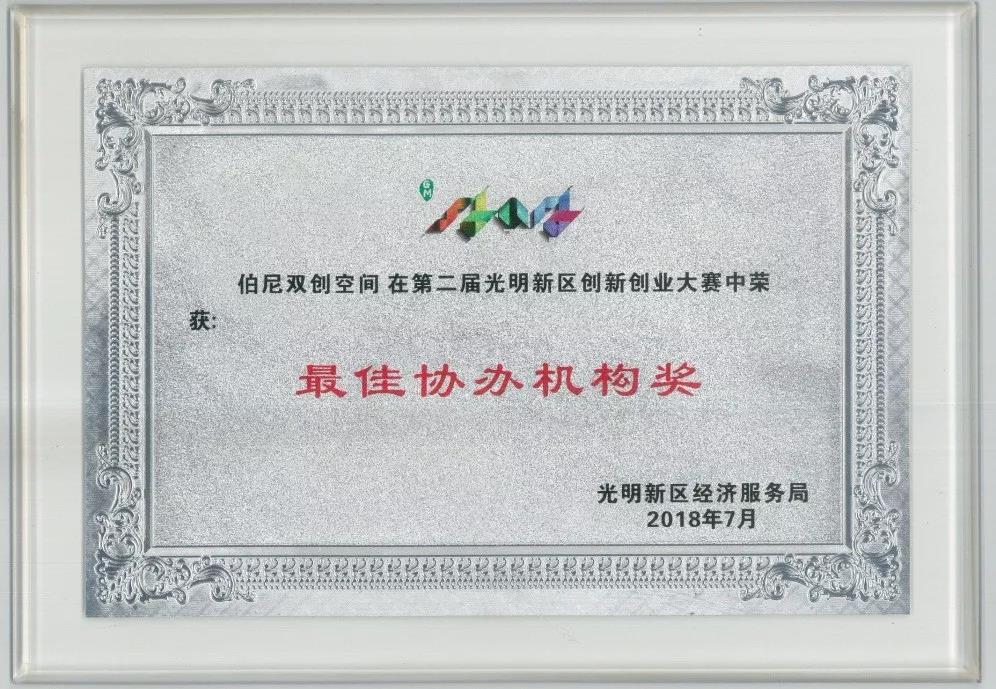 GM
start
伯尼双创空间 在第二届光明新区创新创业大赛中荣
获:
最佳协办机构奖
光明新区经济服务局
2018年7月